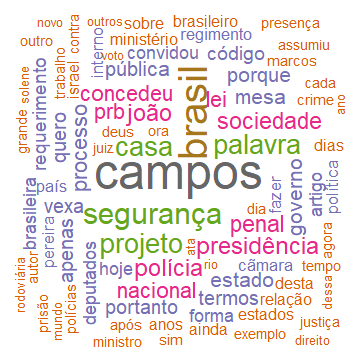 novo outros sobre brasileiro presença
outro ministério regimento assumiu
contra interno voto convidou código marcos
israel pública porque cada
trabalho concedeu lei mesa crime ano
solene requerimento quero prb joão brasil sociedade
grande processo deus ora
juiz casa palavra dias
país campos fazer governo artigo política
brasileira vexa segurança dia penal
pereira apenas projeto ata presidência agora
rodoviária autor hoje polícia rio câmara tempo
polícias deputados nacional estado desta dessa
prisão mundo portanto termos relação
após anos forma estados justiça
ministro sim ainda exemplo direito